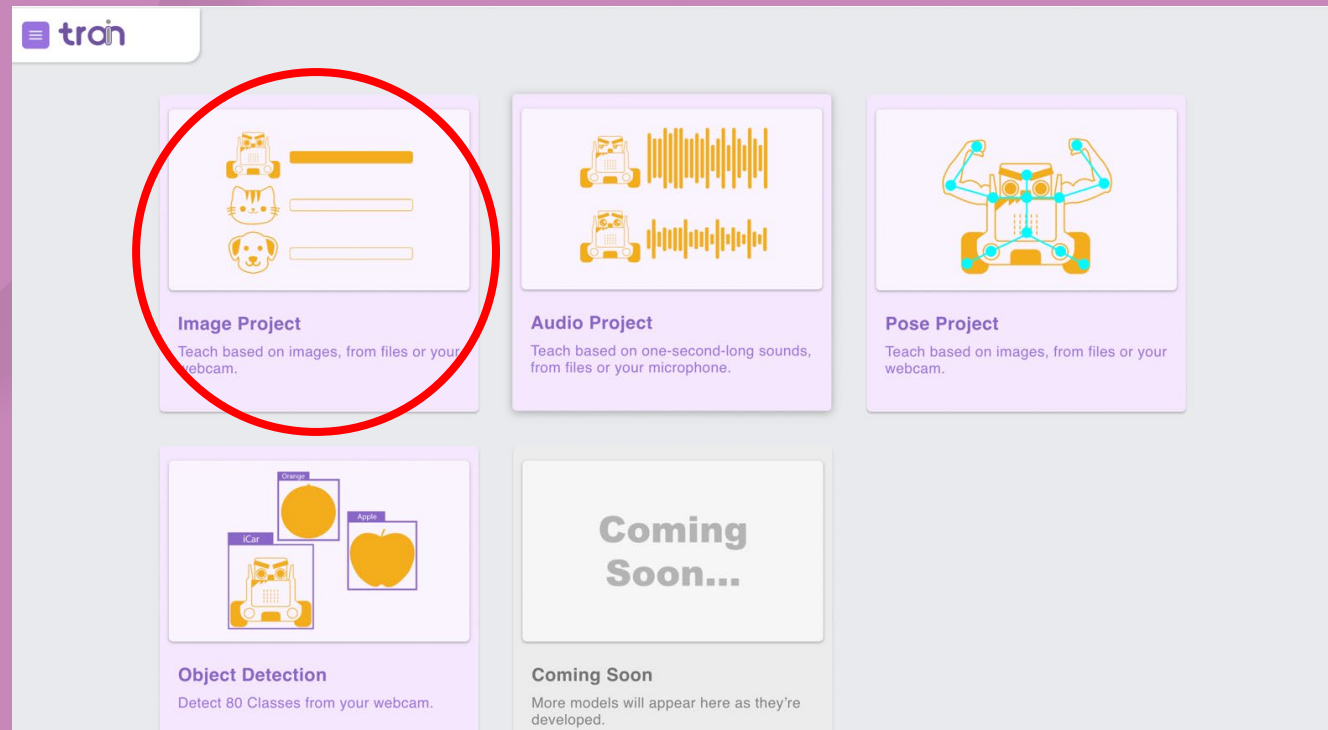 train
Image Project
Teach based on images, from files or your
webcam.
Audio Project
Teach based on one-second-long sounds,
from files or your microphone.
Pose Project
Teach based on images, from files or your
webcam.
Orange
Apple
iCar
Object Detection
Detect 80 Classes from your webcam.
Coming
Soon...
Coming Soon
More models will appear here as they’re
developed.